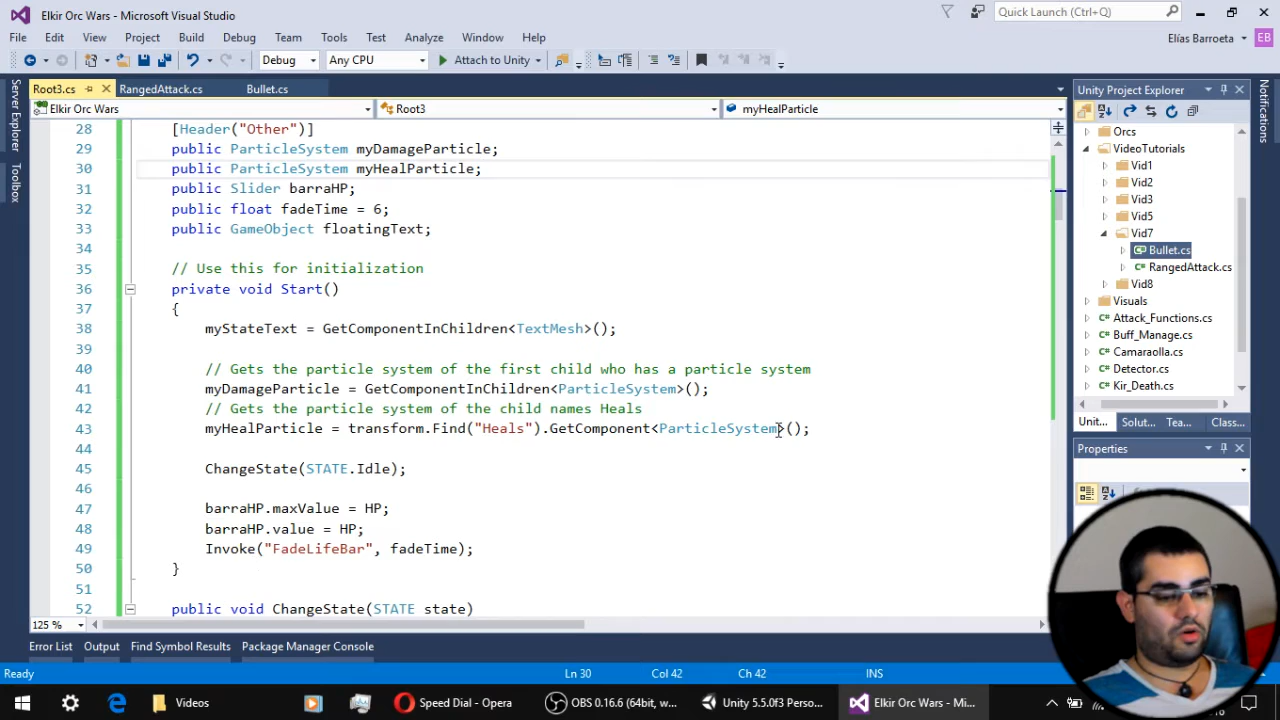 Elkir Orc Wars - Microsoft Visual Studio
Quick Launch (Ctrl+Q)
File Edit View Project Build Debug Team Tools Test Analyze Window Help
Elías Barroeta EB
Debug Any CPU Attach to Unity
Server Explorer
Toolbox
Notifications
Root3.cs RangedAttack.cs Bullet.cs
Elkir Orc Wars Root3 myHealParticle
28 [Header("Other")]
29 public ParticleSystem myDamageParticle;
30 public ParticleSystem myHealParticle;
31 public Slider barraHP;
32 public float fadeTime = 6;
33 public GameObject floatingText;
34
35 // Use this for initialization
36 private void Start()
37 {
38 myStateText = GetComponentInChildren<TextMesh>();
39
40 // Gets the particle system of the first child who has a particle system
41 myDamageParticle = GetComponentInChildren<ParticleSystem>();
42 // Gets the particle system of the child names Heals
43 myHealParticle = transform.Find("Heals").GetComponent<ParticleSystem>();
44
45 ChangeState(STATE.Idle);
46
47 barraHP.maxValue = HP;
48 barraHP.value = HP;
49 Invoke("FadeLifeBar", fadeTime);
50 }
51
52 public void ChangeState(STATE state)
125 %
Unity Project Explorer
Orcs
VideoTutorials
Vid1
Vid2
Vid3
Vid5
Vid7
Bullet.cs
RangedAttack.cs
Vid8
Visuals
Attack_Functions.cs
Buff_Manage.cs
Camaraolla.cs
Detector.cs
Kir_Death.cs
Unit... Solut... Tea... Class...
Properties
Error List Output Find Symbol Results Package Manager Console
Ready Ln 30 Col 42 Ch 42 INS
Videos Speed Dial - Opera OBS 0.16.6 (64bit, w... Unity 5.5.0f3 Perso... Elkir Orc Wars - Mi...